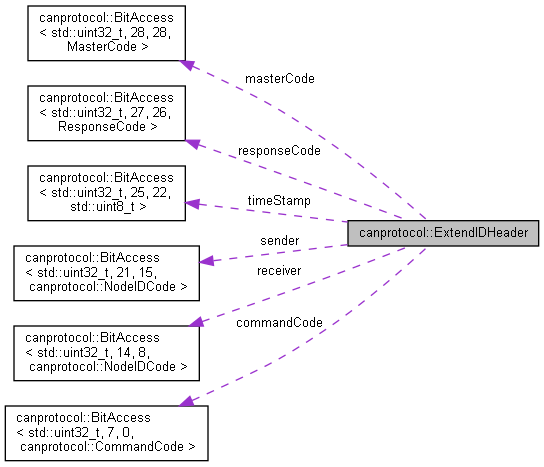 canprotocol::BitAccess
< std::uint32_t, 28, 28,
MasterCode >
masterCode
canprotocol::BitAccess
< std::uint32_t, 27, 26,
ResponseCode >
responseCode
canprotocol::BitAccess
< std::uint32_t, 25, 22,
std::uint8_t >
timeStamp
canprotocol::ExtendIDHeader
sender
canprotocol::BitAccess
< std::uint32_t, 21, 15,
canprotocol::NodeIDCode >
receiver
canprotocol::BitAccess
< std::uint32_t, 14, 8,
canprotocol::NodeIDCode >
commandCode
canprotocol::BitAccess
< std::uint32_t, 7, 0,
canprotocol::CommandCode >